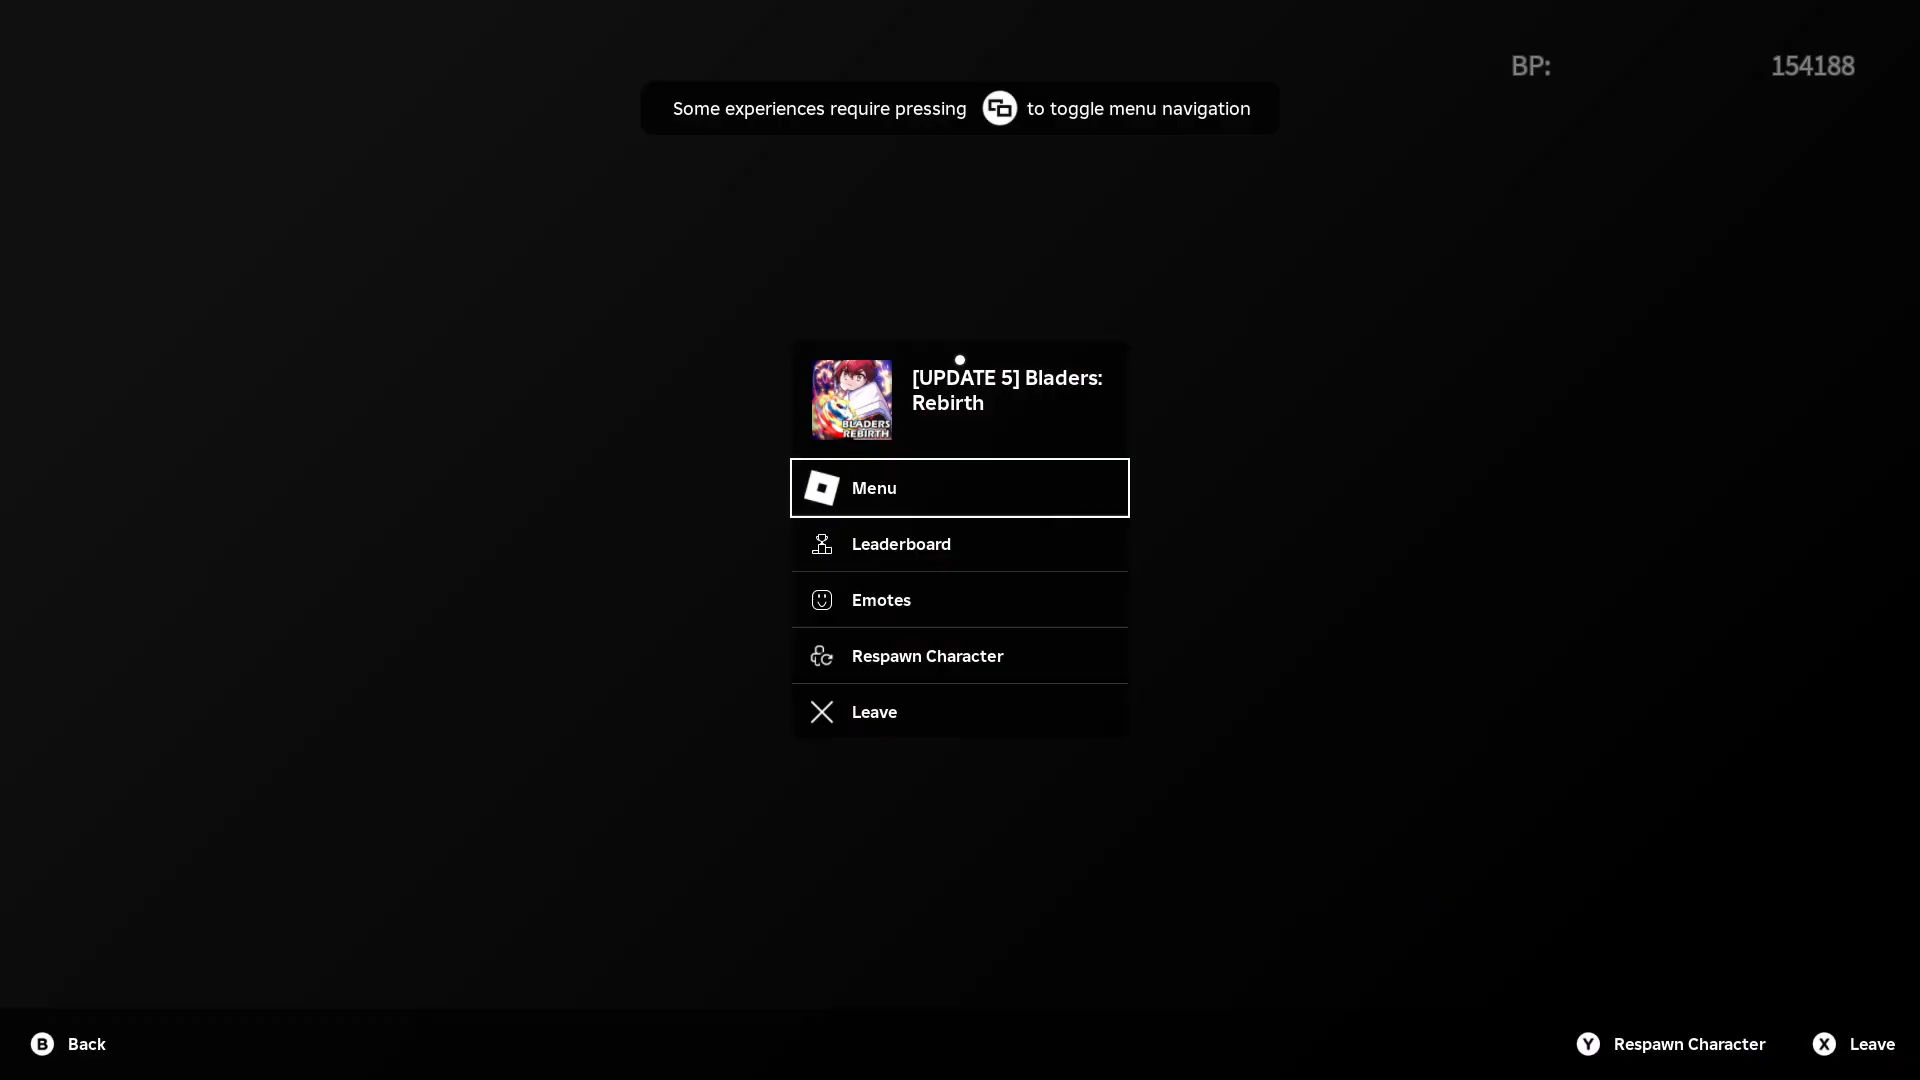 BP: 154188
Some experiences require pressing to toggle menu navigation
[UPDATE 5] Bladers:
Rebirth
BLADERS
REBIRTH
Menu
Leaderboard
Emotes
Respawn Character
Leave
B Back
Y Respawn Character
X Leave